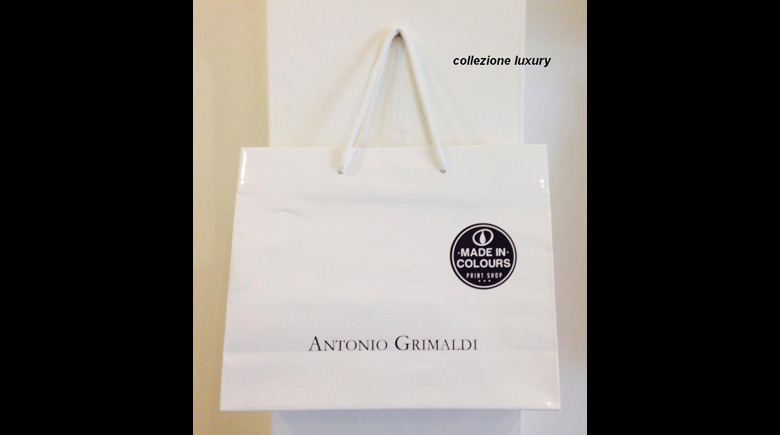 collezione luxury
·MADE IN·
COLOURS
PRINT SHOP
ANTONIO GRIMALDI